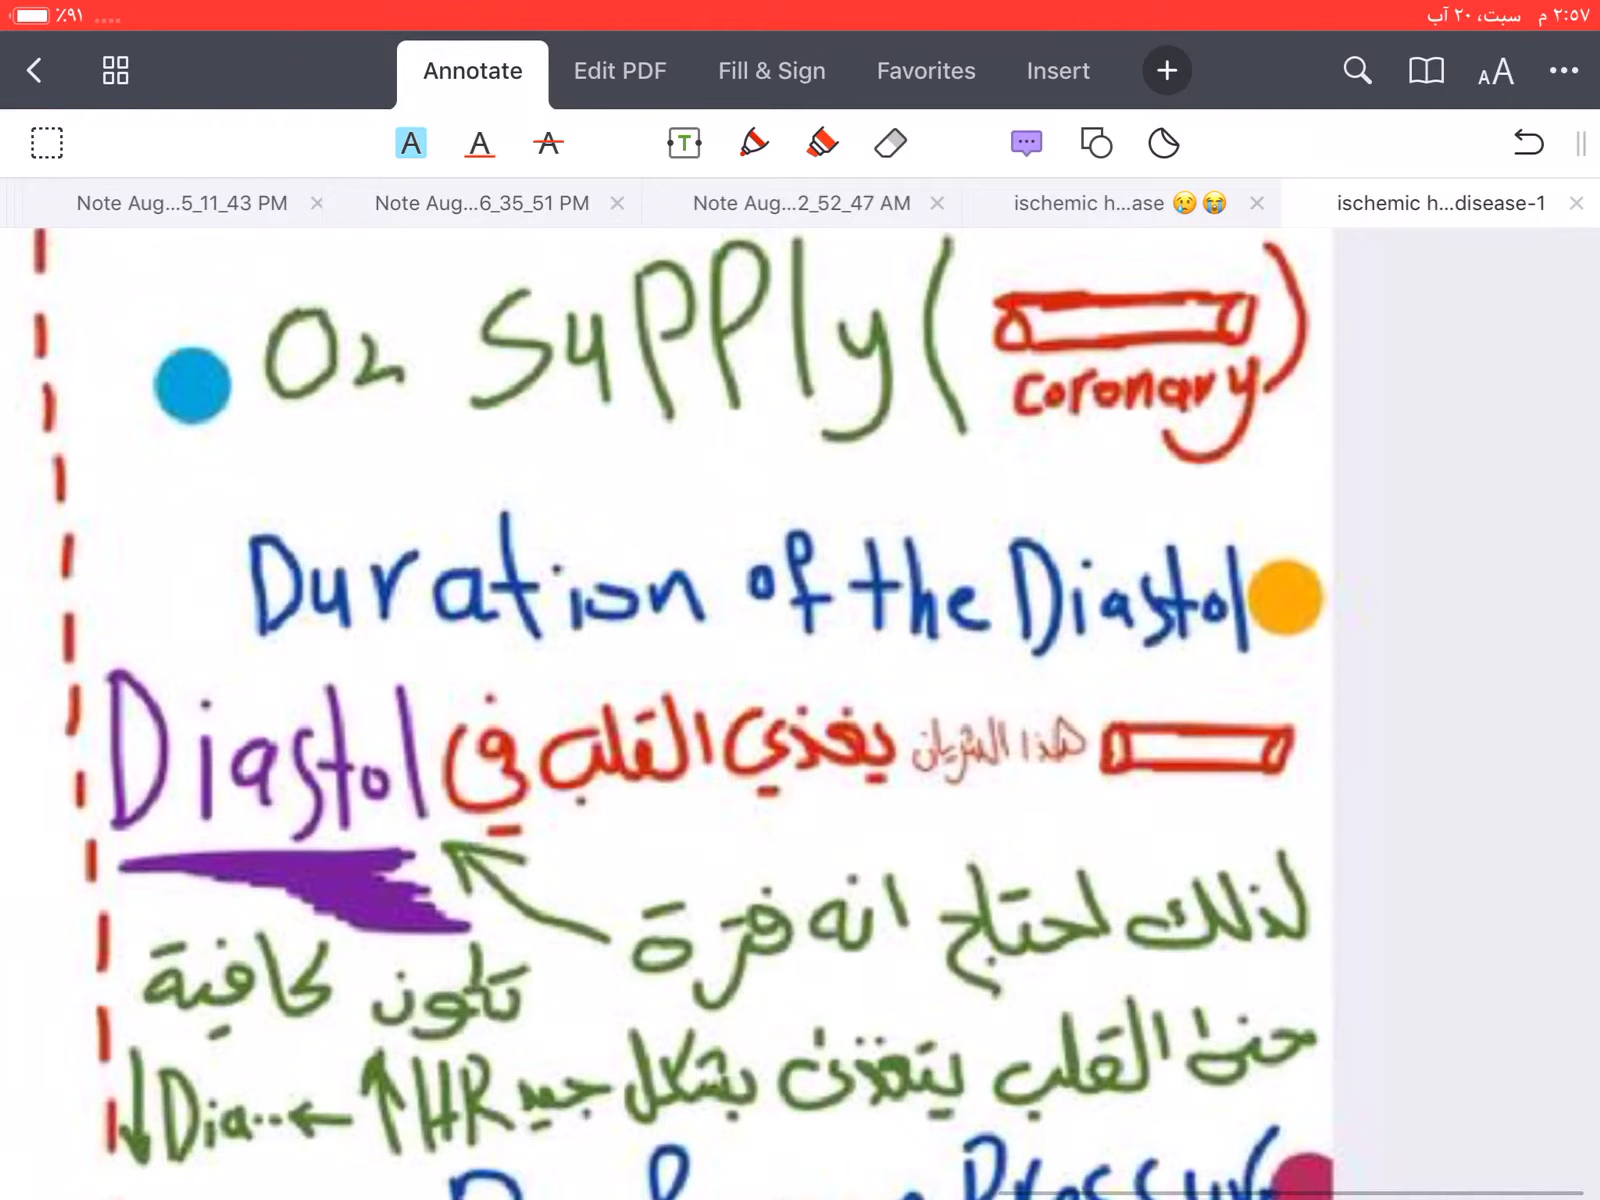 ٪٩١
٢:٥٧ م سبت، ٢٠ آب
Annotate Edit PDF Fill & Sign Favorites Insert
Note Aug...5_11_43 PM Note Aug...6_35_51 PM Note Aug...2_52_47 AM ischemic h...ase 😢😭 ischemic h...disease-1
O2 Supply (coronary)
Duration of the Diastol
هذا الشريان يغذي القلب في Diastol
لذلك لحتاج انه فترة
تكون كافية
حتى القلب يتغذى بشكل جيد ↑HR ← ↓Dia..
Pressur